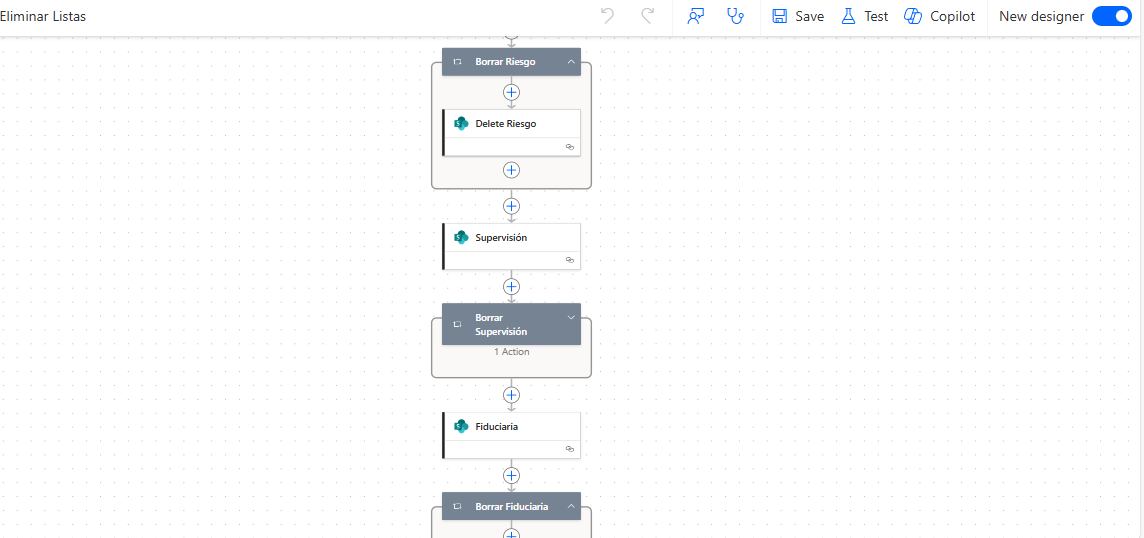 Eliminar Listas
Save
Test
Copilot
New designer
Borrar Riesgo
Delete Riesgo
Supervisión
Borrar
Supervisión
1 Action
Fiduciaria
Borrar Fiduciaria